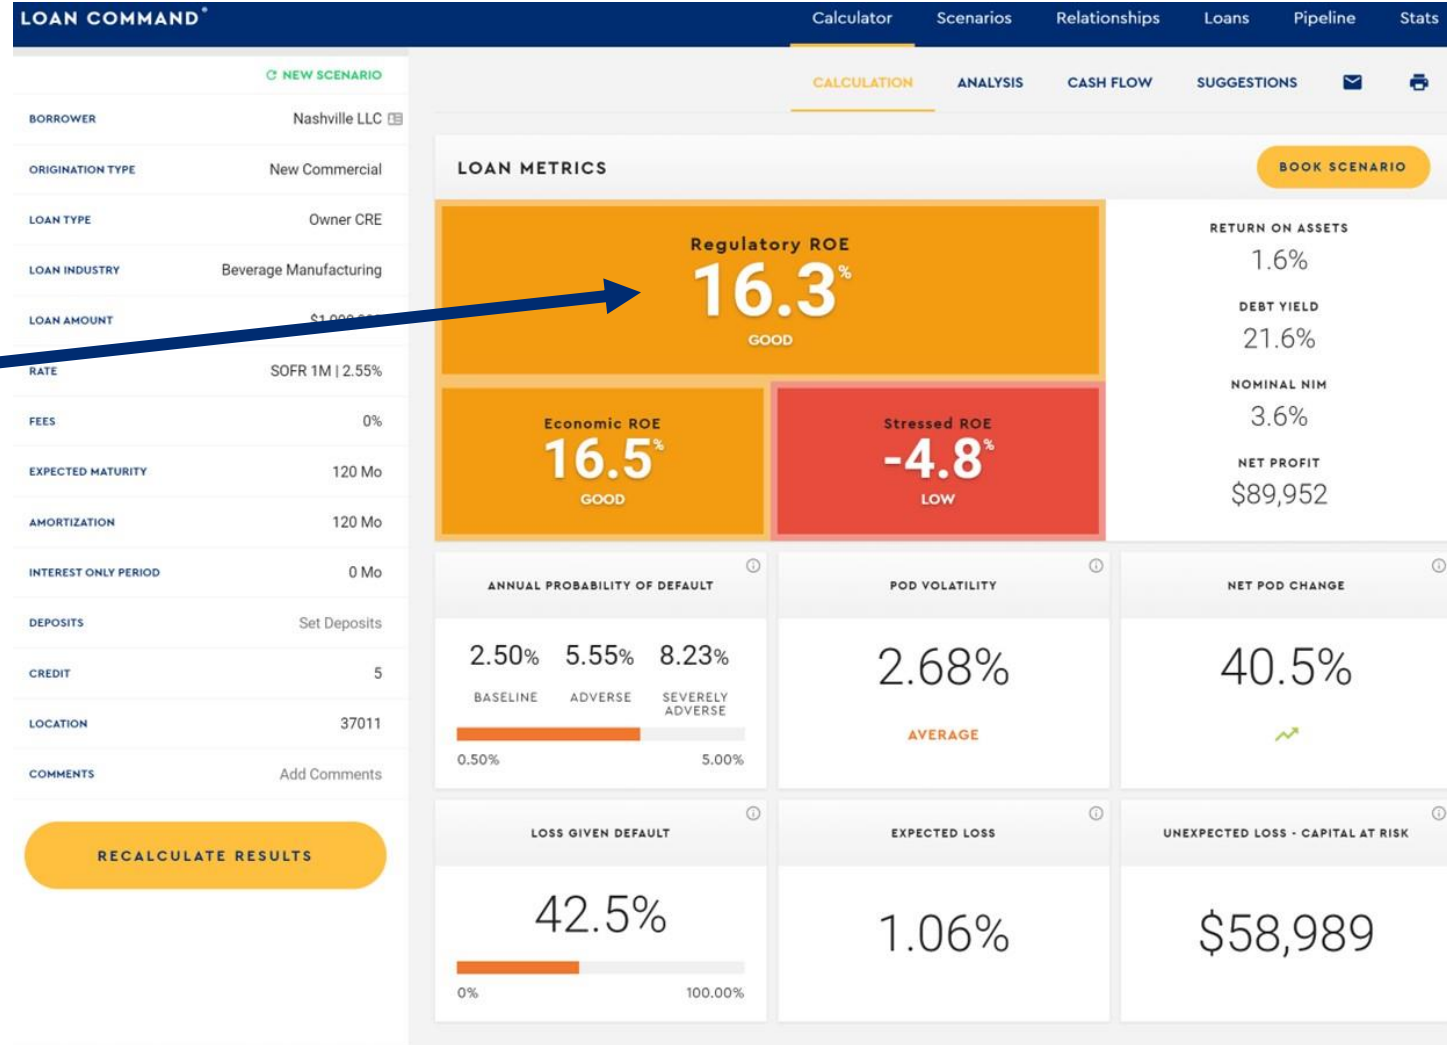 LOAN COMMAND®
Calculator Scenarios Relationships Loans Pipeline Stats
NEW SCENARIO
CALCULATION ANALYSIS CASH FLOW SUGGESTIONS
BORROWER Nashville LLC
ORIGINATION TYPE New Commercial
LOAN TYPE Owner CRE
LOAN INDUSTRY Beverage Manufacturing
LOAN AMOUNT
RATE SOFR 1M | 2.55%
FEES 0%
EXPECTED MATURITY 120 Mo
AMORTIZATION 120 Mo
INTEREST ONLY PERIOD 0 Mo
DEPOSITS Set Deposits
CREDIT 5
LOCATION 37011
COMMENTS Add Comments
RECALCULATE RESULTS
LOAN METRICS
BOOK SCENARIO
Regulatory ROE
16.3%
GOOD
Economic ROE
16.5%
GOOD
Stressed ROE
-4.8%
LOW
RETURN ON ASSETS
1.6%
DEBT YIELD
21.6%
NOMINAL NIM
3.6%
NET PROFIT
$89,952
ANNUAL PROBABILITY OF DEFAULT
2.50% 5.55% 8.23%
BASELINE ADVERSE SEVERELY
ADVERSE
0.50% 5.00%
POD VOLATILITY
2.68%
AVERAGE
NET POD CHANGE
40.5%
LOSS GIVEN DEFAULT
42.5%
0% 100.00%
EXPECTED LOSS
1.06%
UNEXPECTED LOSS - CAPITAL AT RISK
$58,989